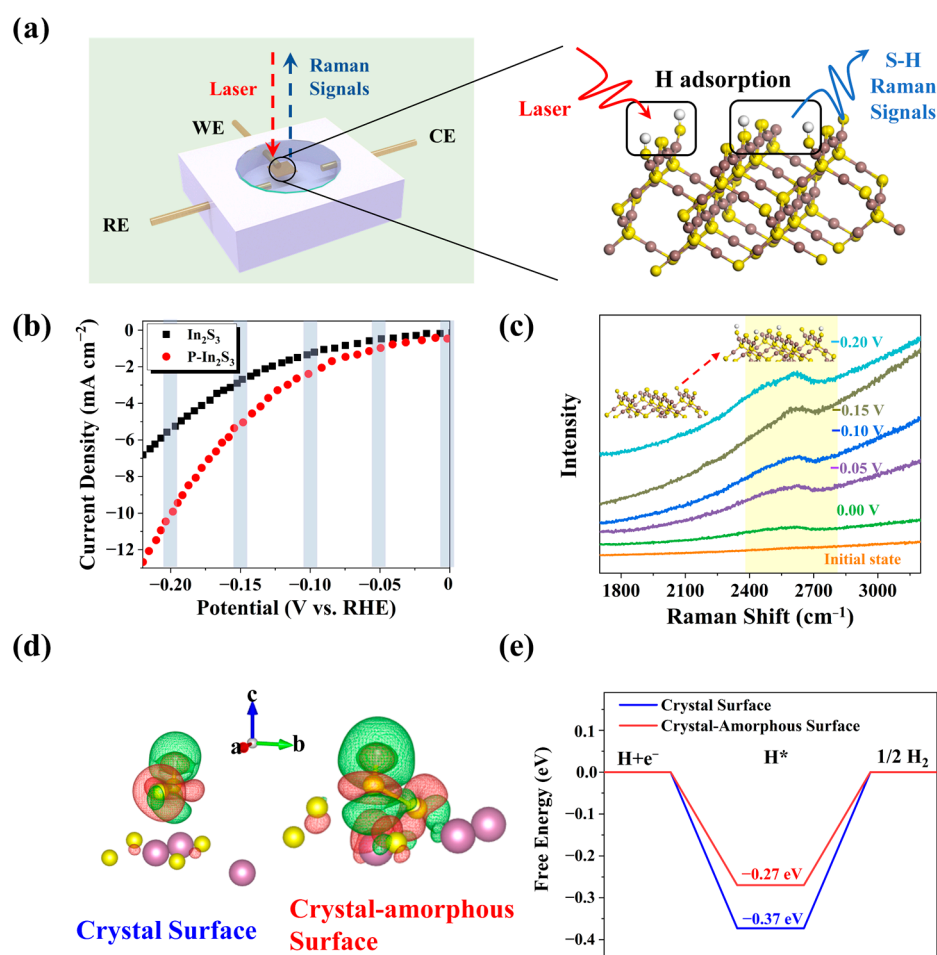 (a)
Laser
Raman
Signals
WE
CE
RE
H adsorption
Laser
S-H
Raman
Signals
(b)
In₂S₃
P-In₂S₃
Current Density (mA cm⁻²)
0
−2
−4
−6
−8
−10
−12
−0.20
−0.15
−0.10
−0.05
0
Potential (V vs. RHE)
(c)
Intensity
−0.20 V
−0.15 V
−0.10 V
−0.05 V
0.00 V
Initial state
1800
2100
2400
2700
3000
Raman Shift (cm⁻¹)
(d)
c
a
b
Crystal Surface
Crystal-amorphous
Surface
(e)
Free Energy (eV)
0.1
0.0
−0.1
−0.2
−0.3
−0.4
Crystal Surface
Crystal-Amorphous Surface
H+e⁻
H*
1/2 H₂
−0.27 eV
−0.37 eV